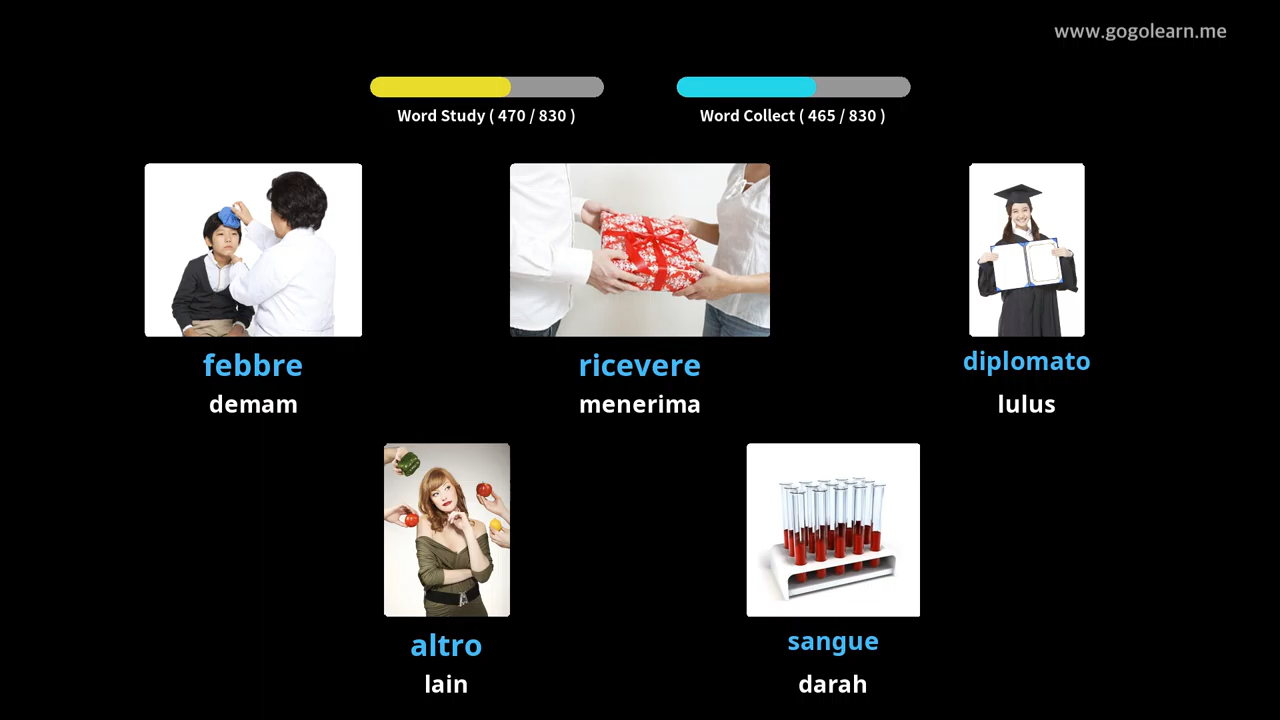 www.gogolearn.me
Word Study ( 470 / 830 )
Word Collect ( 465 / 830 )
febbre
demam
ricevere
menerima
diplomato
lulus
altro
lain
sangue
darah